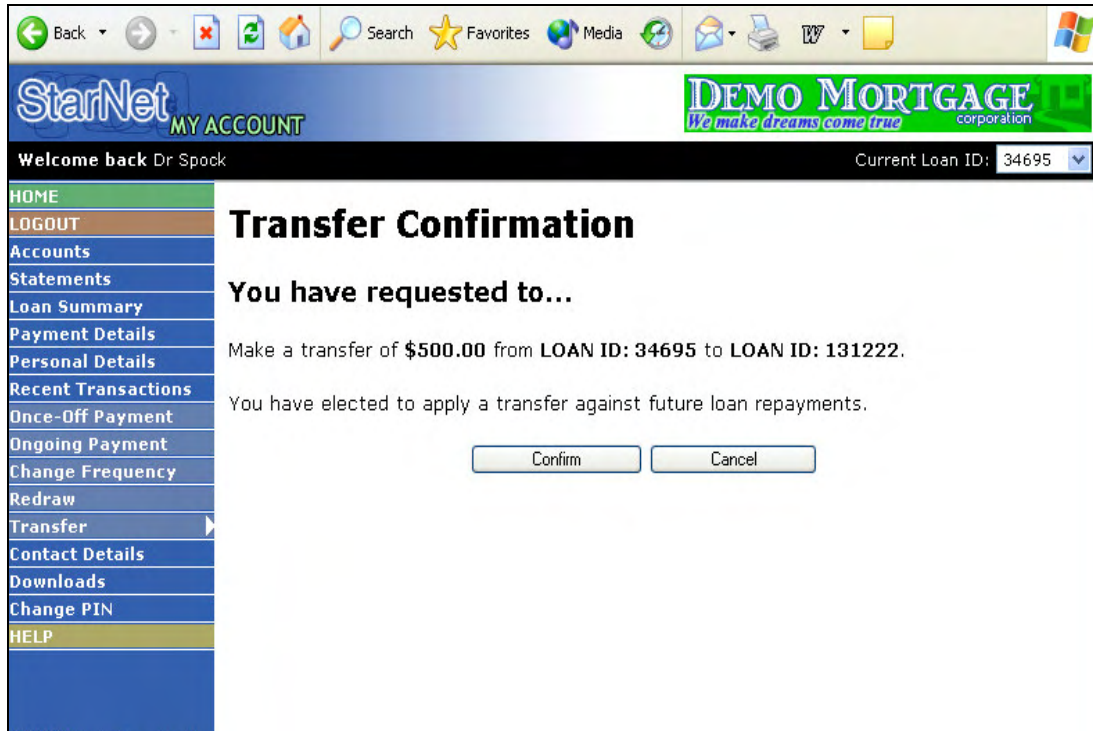 Back Search Favorites Media W
StarNet MY ACCOUNT
DEMO MORTGAGE
We make dreams come true corporation
Welcome back Dr Spock Current Loan ID: 34695
HOME
LOGOUT
Accounts
Statements
Loan Summary
Payment Details
Personal Details
Recent Transactions
Once-Off Payment
Ongoing Payment
Change Frequency
Redraw
Transfer
Contact Details
Downloads
Change PIN
HELP
Transfer Confirmation
You have requested to...
Make a transfer of $500.00 from LOAN ID: 34695 to LOAN ID: 131222.
You have elected to apply a transfer against future loan repayments.
Confirm Cancel